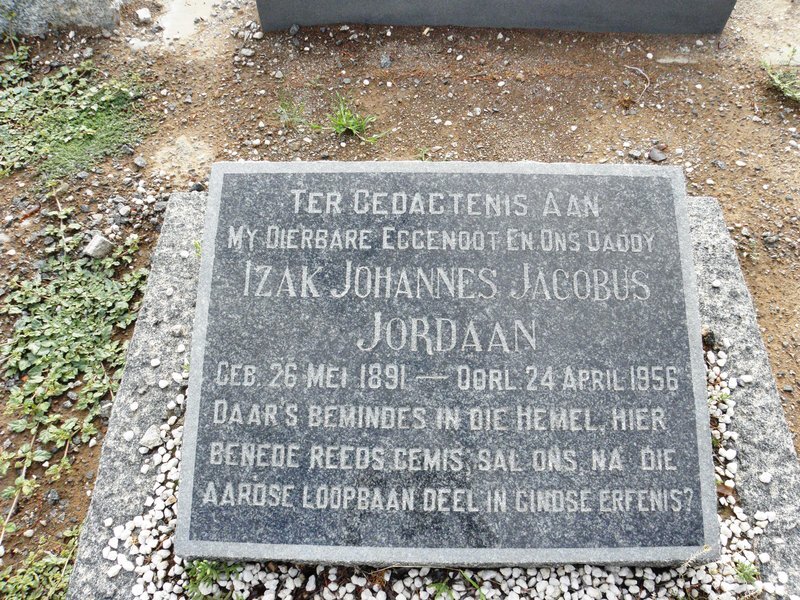 TER GEDAGTENIS AAN
MY DIERBARE EGGENOOT EN ONS DADDY
IZAK JOHANNES JACOBUS
JORDAAN
GEB. 26 MEI 1891 — OORL. 24 APRIL 1956
DAAR'S BEMINDES IN DIE HEMEL, HIER
BENEDE REEDS GEMIS, SAL ONS, NA DIE
AARDSE LOOPBAAN DEEL IN GINDSE ERFENIS?